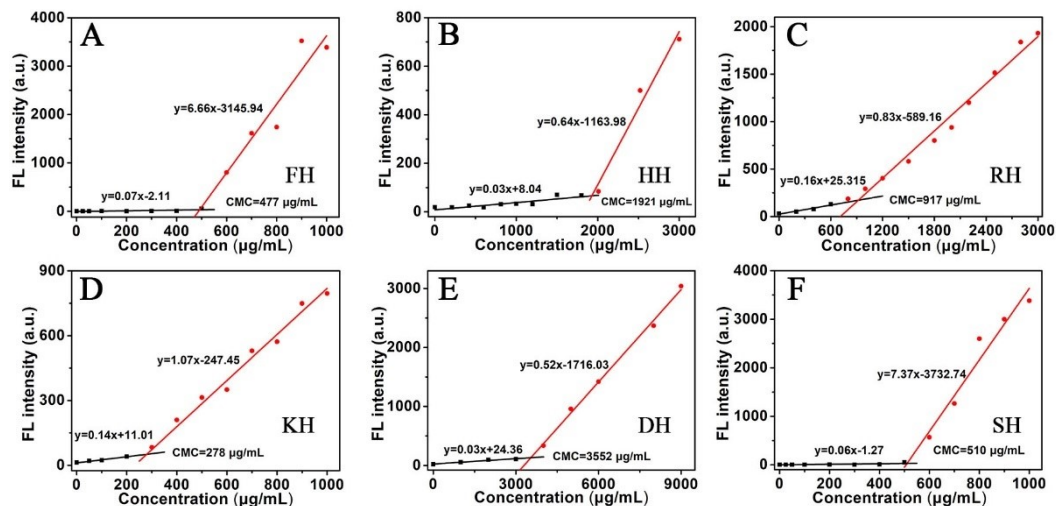 A
FL intensity (a.u.)
4000
3000
2000
1000
0
y=6.66x-3145.94
y=0.07x-2.11
FH
CMC=477 μg/mL
0 200 400 600 800 1000
Concentration (μg/mL)
B
FL intensity (a.u.)
800
600
400
200
0
y=0.64x-1163.98
y=0.03x+8.04
HH
CMC=1921 μg/mL
0 1000 2000 3000
Concentration (μg/mL)
C
FL intensity (a.u.)
2000
1500
1000
500
0
y=0.83x-589.16
y=0.16x+25.315
RH
CMC=917 μg/mL
0 600 1200 1800 2400 3000
Concentration (μg/mL)
D
FL intensity (a.u.)
900
600
300
0
y=1.07x-247.45
y=0.14x+11.01
KH
CMC=278 μg/mL
0 200 400 600 800 1000
Concentration (μg/mL)
E
FL intensity (a.u.)
3000
2000
1000
0
y=0.52x-1716.03
y=0.03x+24.36
DH
CMC=3552 μg/mL
0 3000 6000 9000
Concentration (μg/mL)
F
FL intensity (a.u.)
4000
3000
2000
1000
0
y=7.37x-3732.74
y=0.06x-1.27
SH
CMC=510 μg/mL
0 200 400 600 800 1000
Concentration (μg/mL)